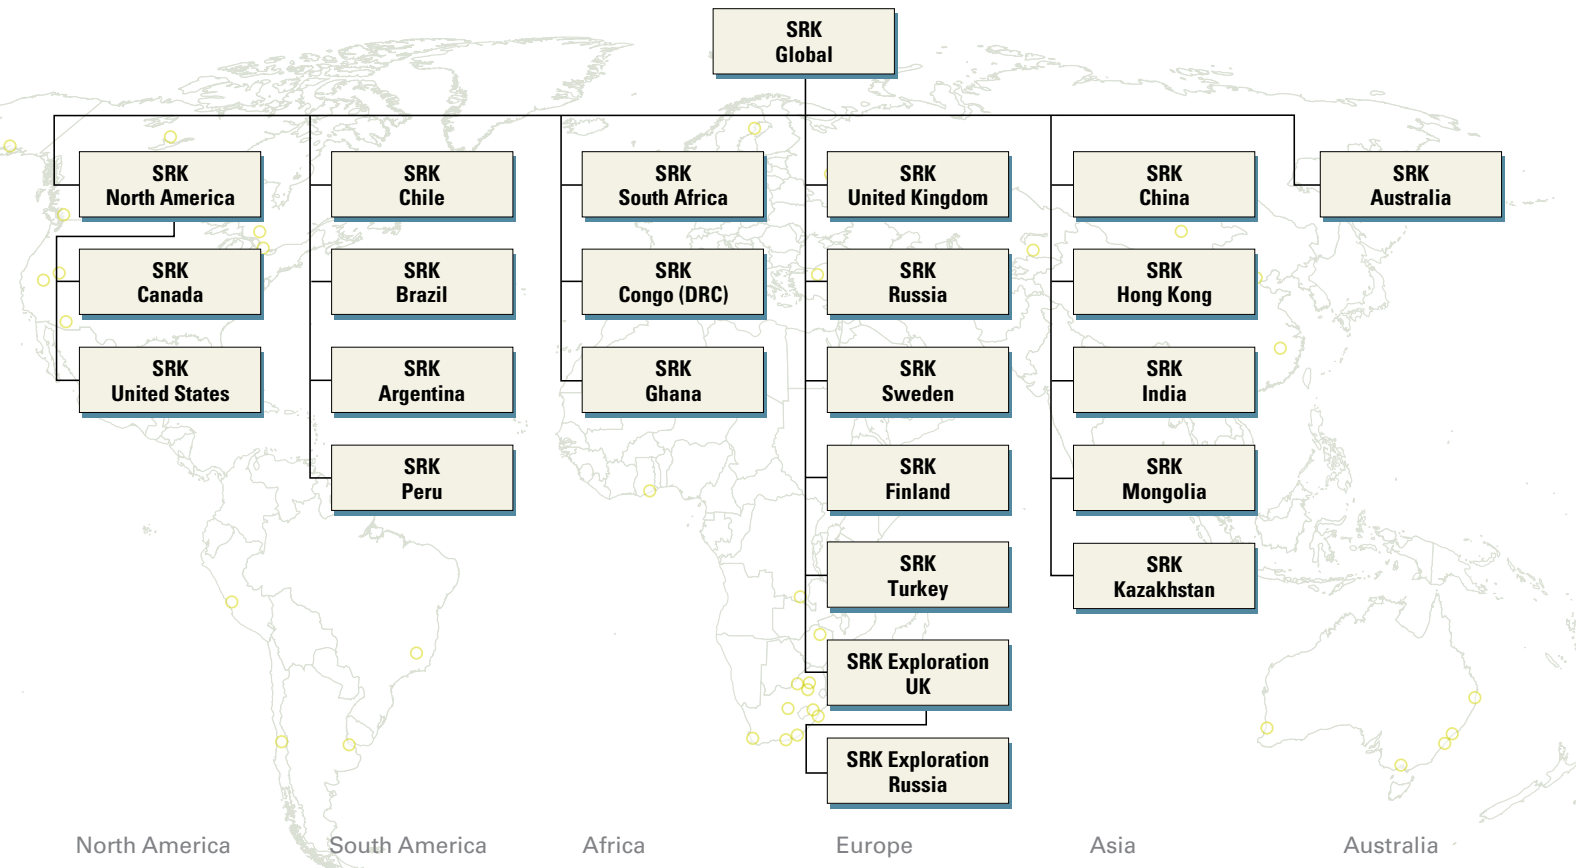 SRK
Global
SRK
North America
SRK
Canada
SRK
United States
SRK
Chile
SRK
Brazil
SRK
Argentina
SRK
Peru
SRK
South Africa
SRK
Congo (DRC)
SRK
Ghana
SRK
United Kingdom
SRK
Russia
SRK
Sweden
SRK
Finland
SRK
Turkey
SRK Exploration
UK
SRK Exploration
Russia
SRK
China
SRK
Hong Kong
SRK
India
SRK
Mongolia
SRK
Kazakhstan
SRK
Australia
North America
South America
Africa
Europe
Asia
Australia